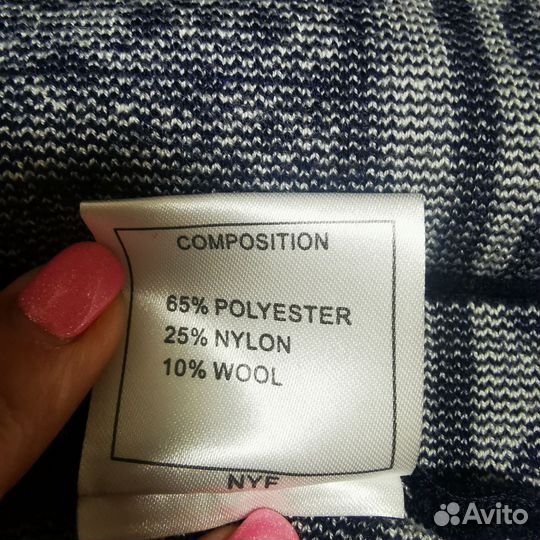 COMPOSITION
65% POLYESTER
25% NYLON
10% WOOL
NYF
Avito